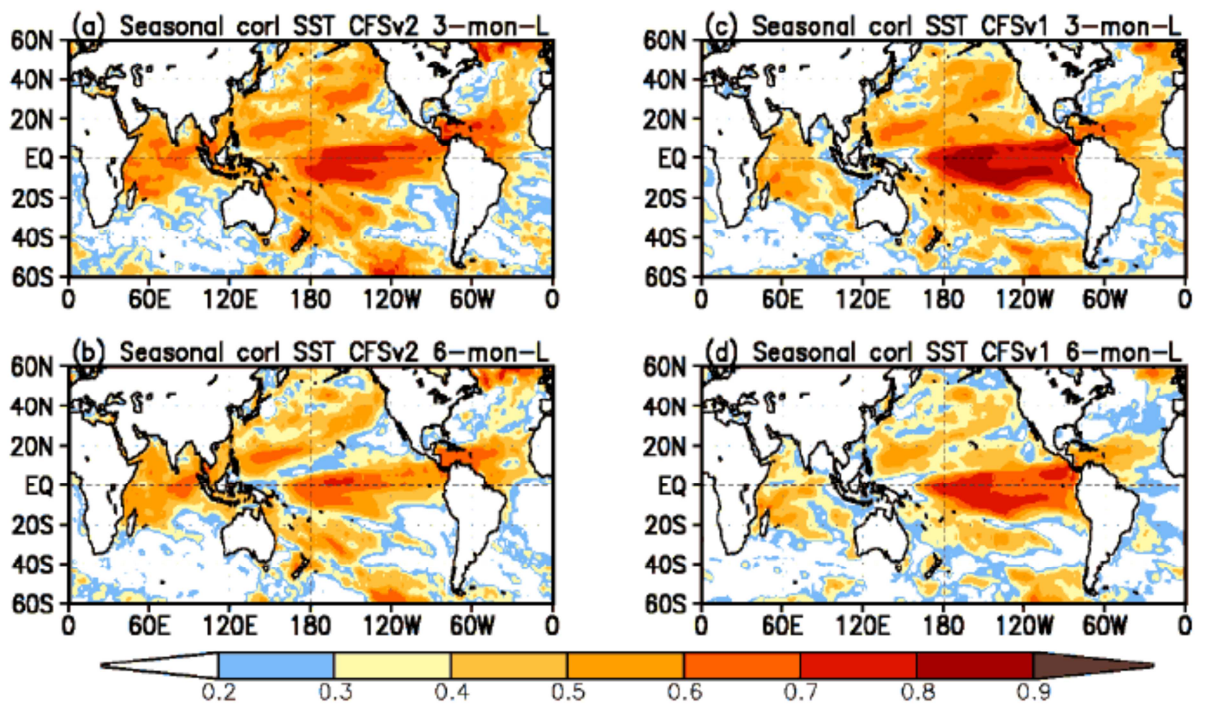 (a) Seasonal corl SST CFSv2 3-mon-L
60N
40N
20N
EQ
20S
40S
60S
0 60E 120E 180 120W 60W 0
(c) Seasonal corl SST CFSv1 3-mon-L
60N
40N
20N
EQ
20S
40S
60S
0 60E 120E 180 120W 60W 0
(b) Seasonal corl SST CFSv2 6-mon-L
60N
40N
20N
EQ
20S
40S
60S
0 60E 120E 180 120W 60W 0
(d) Seasonal corl SST CFSv1 6-mon-L
60N
40N
20N
EQ
20S
40S
60S
0 60E 120E 180 120W 60W 0
0.2 0.3 0.4 0.5 0.6 0.7 0.8 0.9